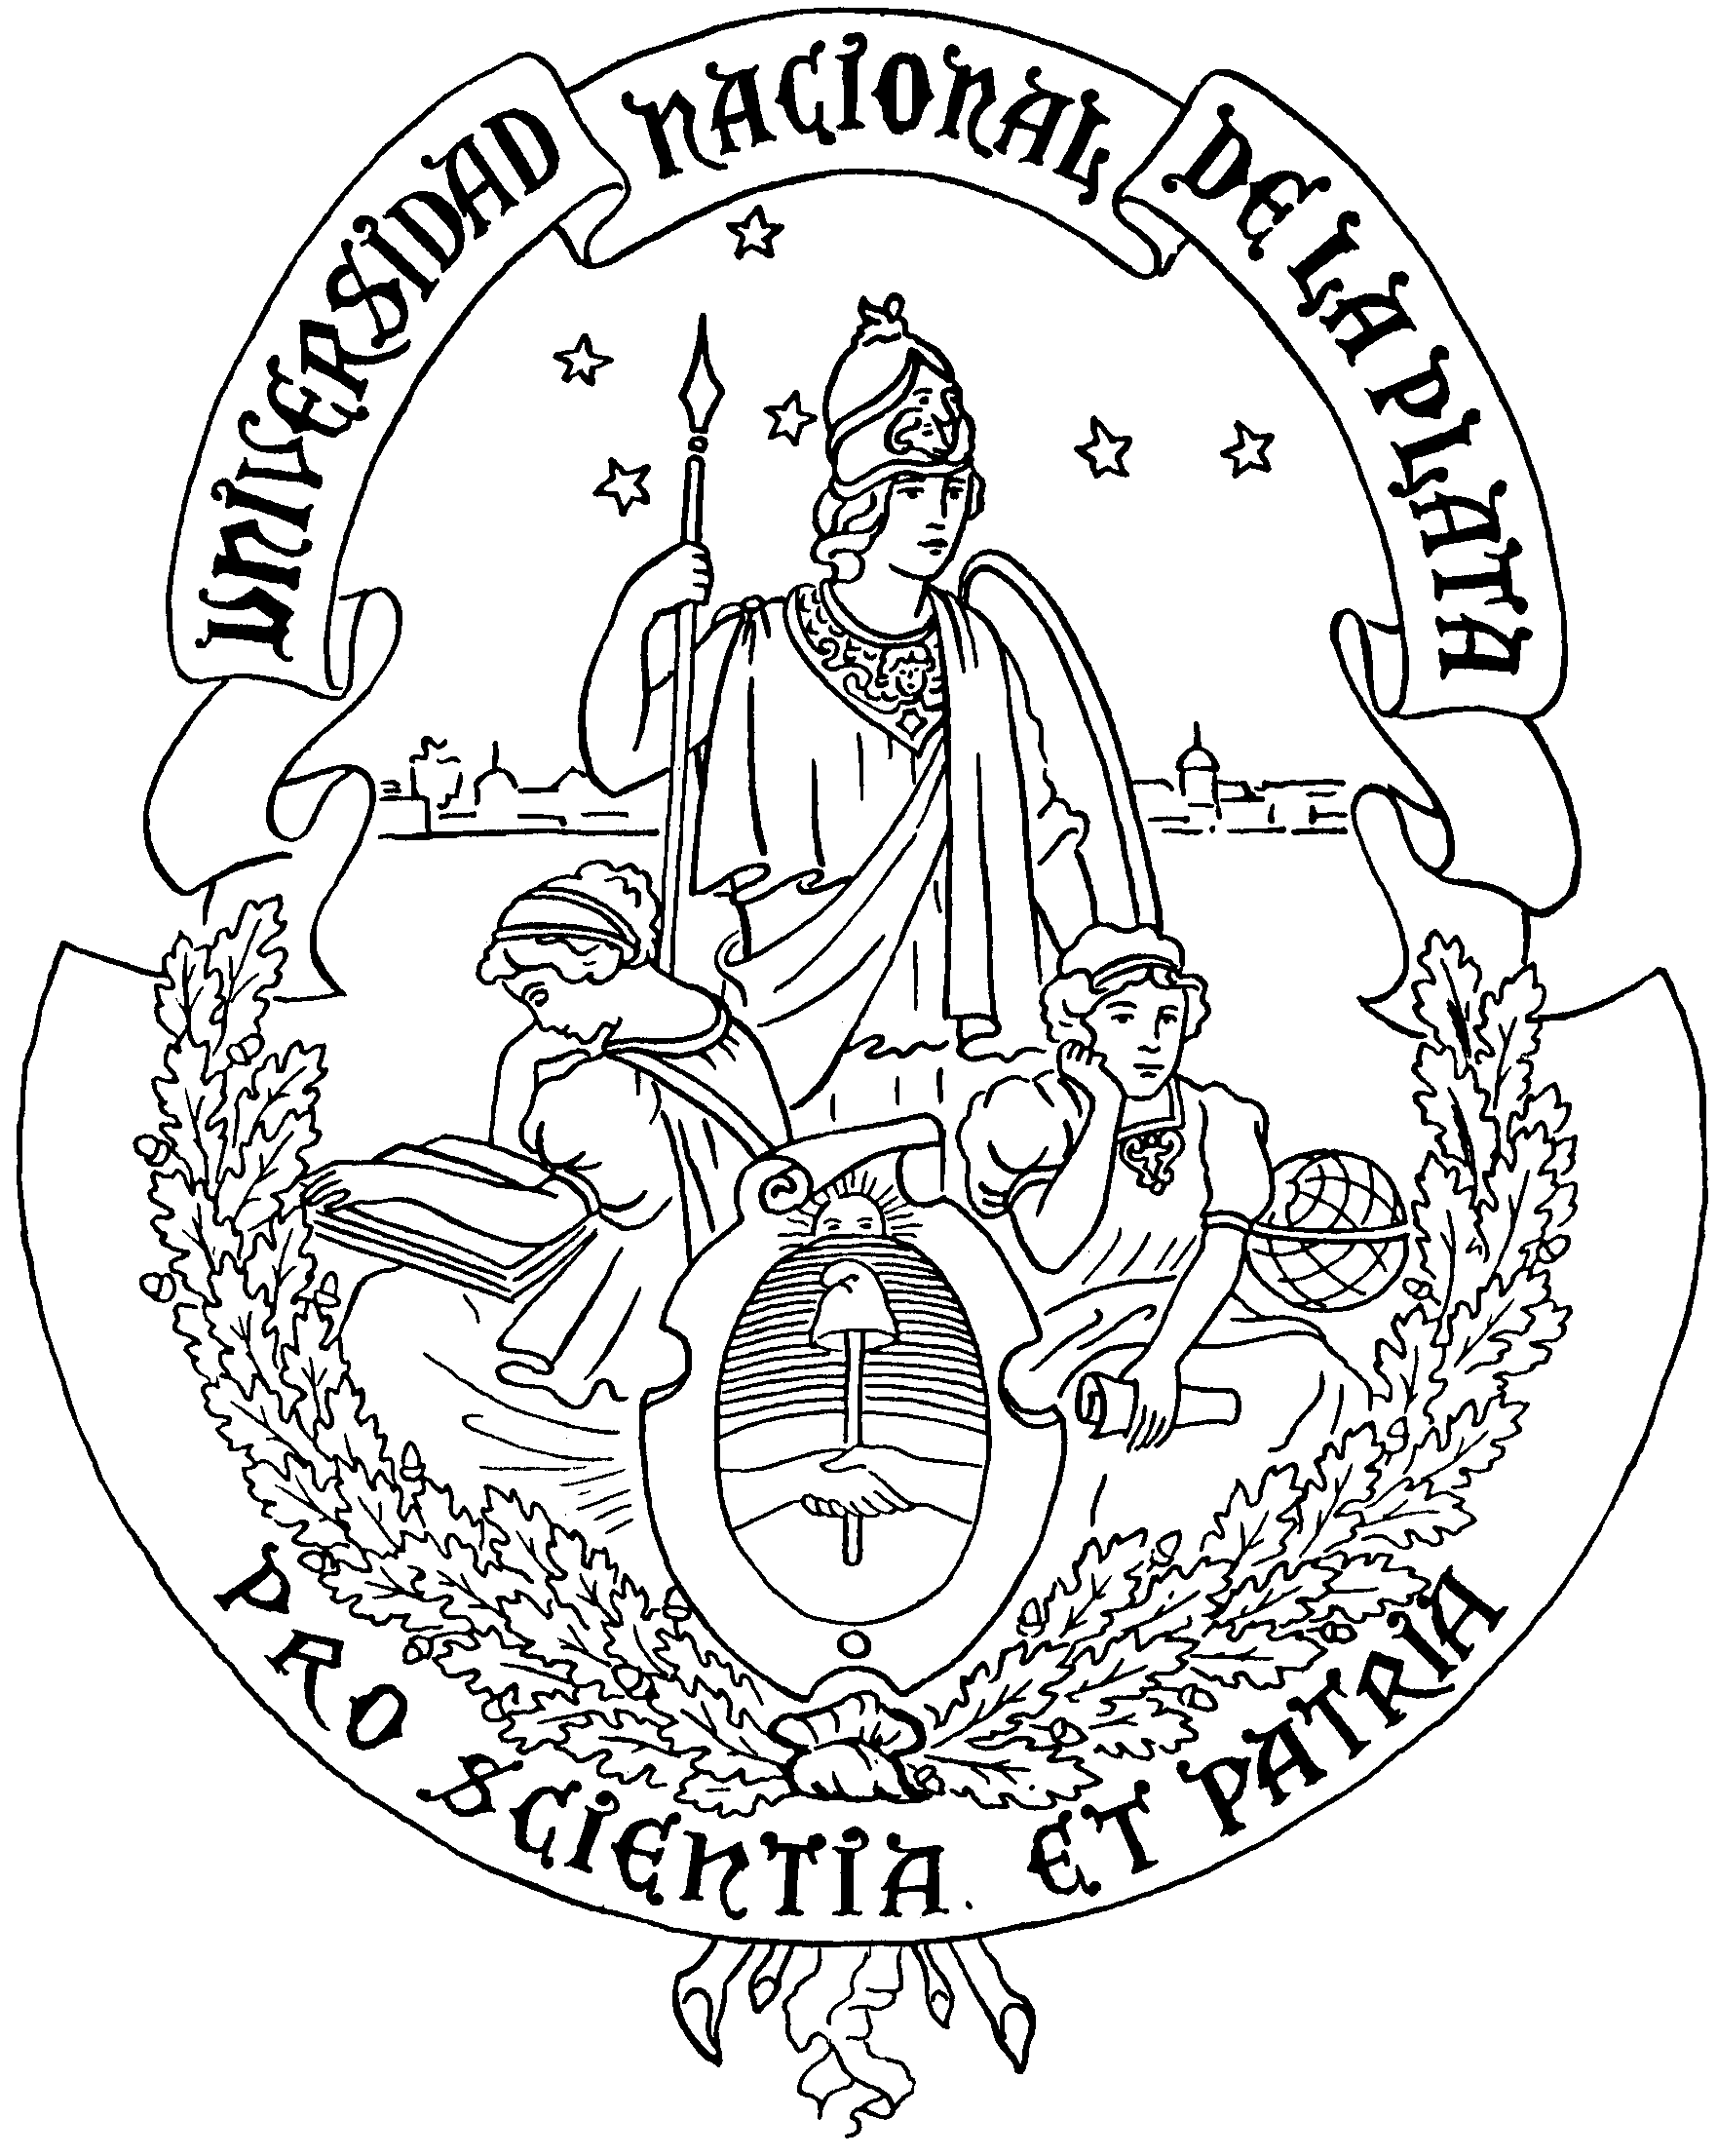 UNIVERSIDAD NACIONAL DE LA PLATA
PRO SCIENTIA. ET PATRIA